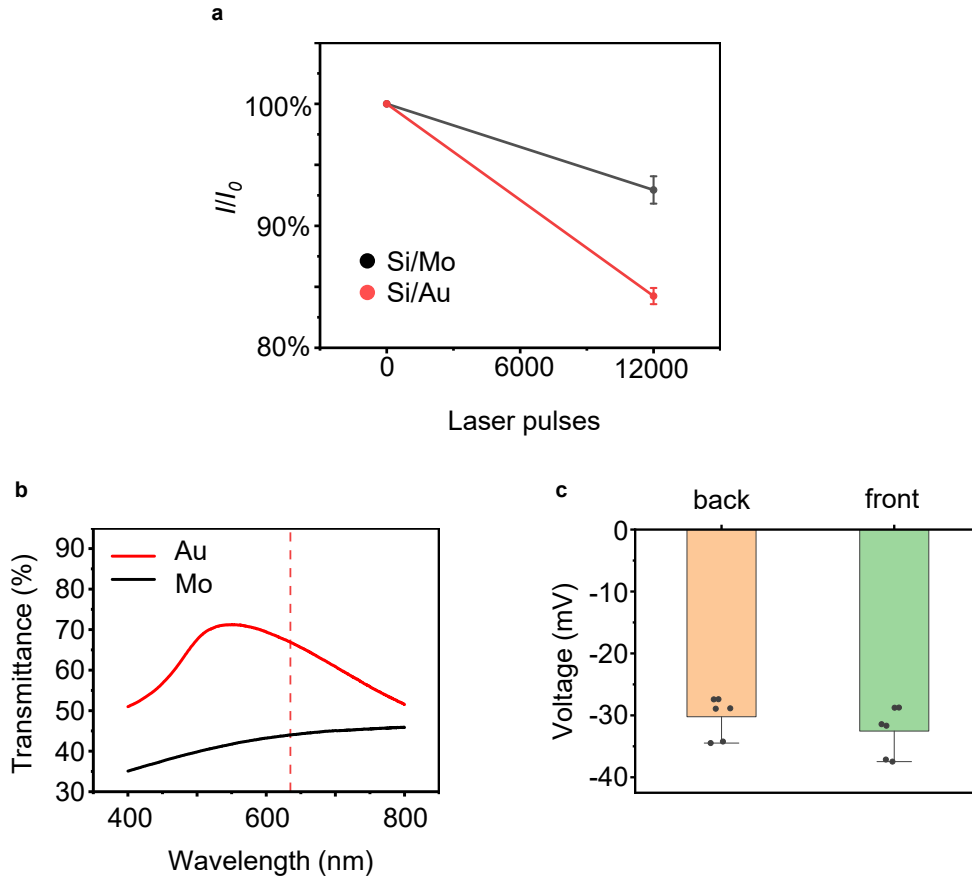 a
100%
90%
80%
I/I0
Si/Mo
Si/Au
0 6000 12000
Laser pulses
b
90
80
70
60
50
40
30
Transmittance (%)
Au
Mo
400 600 800
Wavelength (nm)
c
back front
0
-10
-20
-30
-40
Voltage (mV)